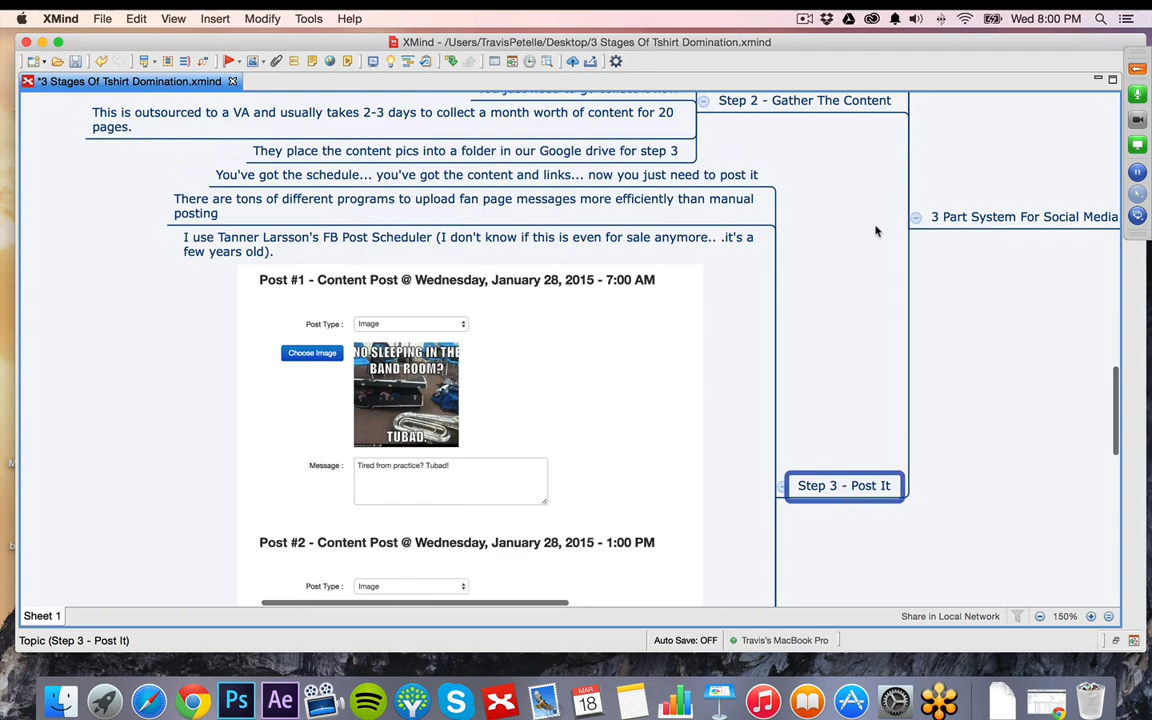 XMind File Edit View Insert Modify Tools Help Wed 8:00 PM
XMind - /Users/TravisPetelle/Desktop/3 Stages Of Tshirt Domination.xmind
*3 Stages Of Tshirt Domination.xmind
Step 2 - Gather The Content
This is outsourced to a VA and usually takes 2-3 days to collect a month worth of content for 20
pages.
They place the content pics into a folder in our Google drive for step 3
You've got the schedule... you've got the content and links... now you just need to post it
There are tons of different programs to upload fan page messages more efficiently than manual
posting
3 Part System For Social Media
I use Tanner Larsson's FB Post Scheduler (I don't know if this is even for sale anymore.. .it's a
few years old).
Post #1 - Content Post @ Wednesday, January 28, 2015 - 7:00 AM
Post Type : Image
Choose Image
NO SLEEPING IN THE
BAND ROOM?
TUBAD.
Message : Tired from practice? Tubad!
Step 3 - Post It
Post #2 - Content Post @ Wednesday, January 28, 2015 - 1:00 PM
Post Type : Image
Sheet 1
Share in Local Network 150%
Topic (Step 3 - Post It) Auto Save: OFF Travis's MacBook Pro
Ps Ae MAR 18